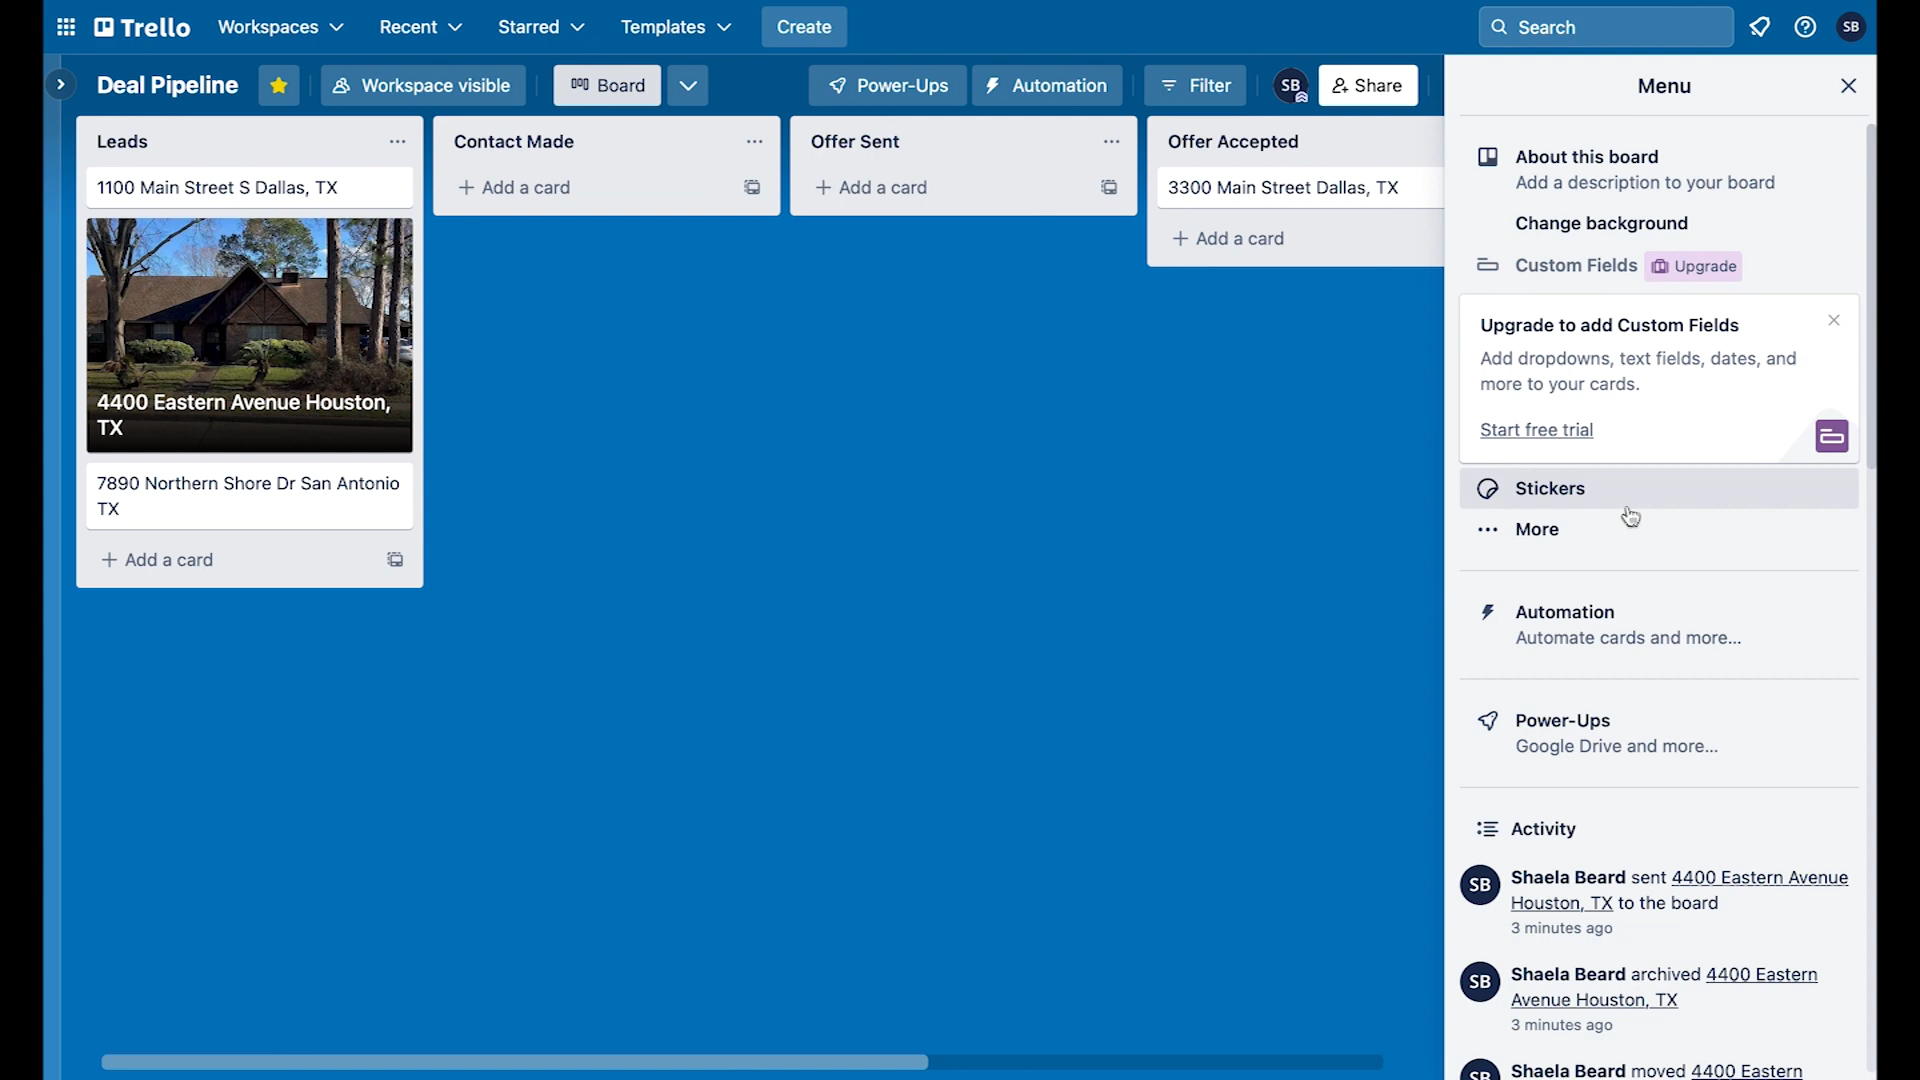 Trello Workspaces Recent Starred Templates Create Search SB
Deal Pipeline Workspace visible Board Power-Ups Automation Filter SB Share
Leads
1100 Main Street S Dallas, TX
4400 Eastern Avenue Houston,
TX
7890 Northern Shore Dr San Antonio
TX
+ Add a card
Contact Made
+ Add a card
Offer Sent
+ Add a card
Offer Accepted
3300 Main Street Dallas, TX
+ Add a card
Menu
About this board
Add a description to your board
Change background
Custom Fields Upgrade
Upgrade to add Custom Fields
Add dropdowns, text fields, dates, and
more to your cards.
Start free trial
Stickers
More
Automation
Automate cards and more...
Power-Ups
Google Drive and more...
Activity
SB Shaela Beard sent 4400 Eastern Avenue
Houston, TX to the board
3 minutes ago
SB Shaela Beard archived 4400 Eastern
Avenue Houston, TX
3 minutes ago
SB Shaela Beard moved 4400 Eastern